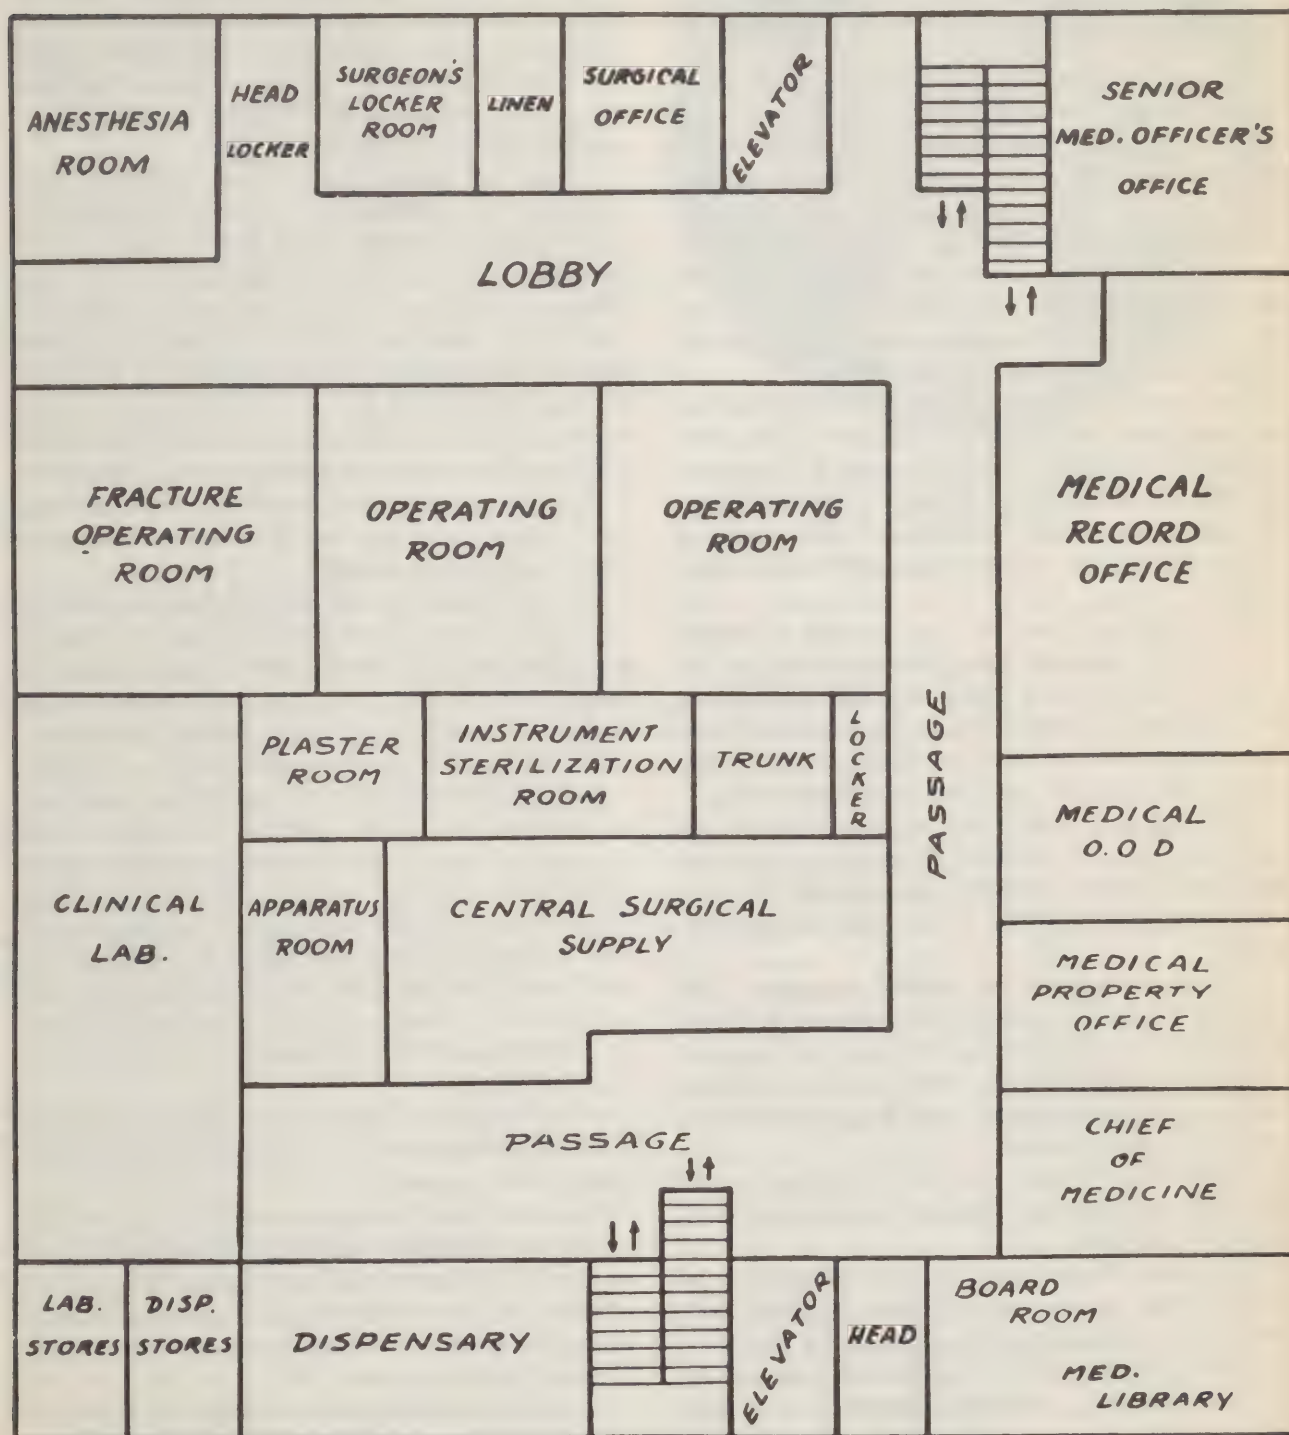 ANESTHESIA
ROOM
HEAD
LOCKER
SURGEON'S
LOCKER
ROOM
LINEN
SURGICAL
OFFICE
ELEVATOR
SENIOR
MED. OFFICER'S
OFFICE
LOBBY
FRACTURE
OPERATING
ROOM
OPERATING
ROOM
OPERATING
ROOM
MEDICAL
RECORD
OFFICE
PLASTER
ROOM
INSTRUMENT
STERILIZATION
ROOM
TRUNK
LOCKER
PASSAGE
MEDICAL
O.O D
CLINICAL
LAB.
APPARATUS
ROOM
CENTRAL SURGICAL
SUPPLY
MEDICAL
PROPERTY
OFFICE
PASSAGE
CHIEF
OF
MEDICINE
LAB.
STORES
DISP.
STORES
DISPENSARY
ELEVATOR
HEAD
BOARD
ROOM
MED.
LIBRARY